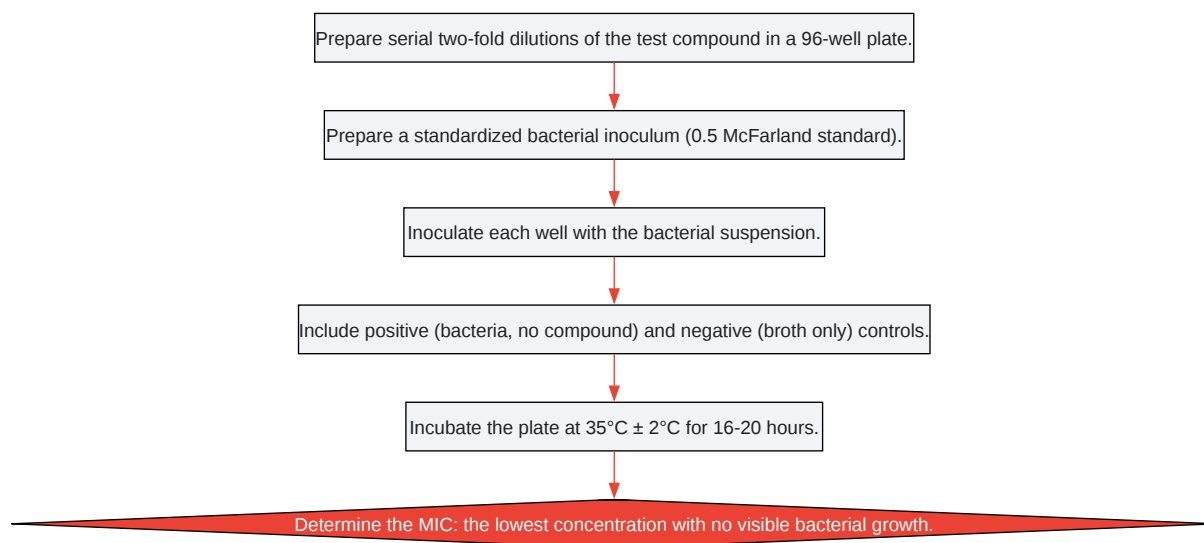 Prepare serial two-fold dilutions of the test compound in a 96-well plate.
Prepare a standardized bacterial inoculum (0.5 McFarland standard).
Inoculate each well with the bacterial suspension.
Include positive (bacteria, no compound) and negative (broth only) controls.
Incubate the plate at 35°C ± 2°C for 16-20 hours.
Determine the MIC: the lowest concentration with no visible bacterial growth.